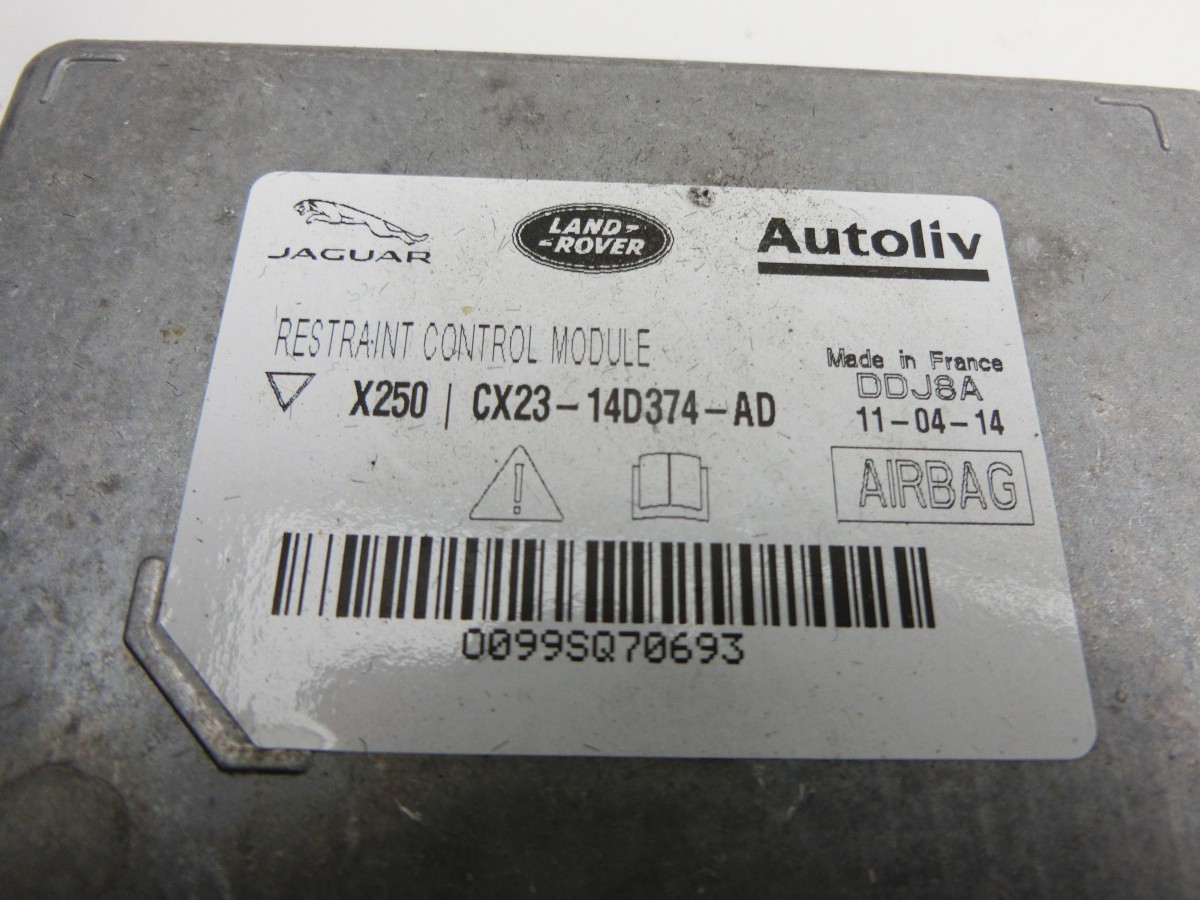 JAGUAR
LAND-
-ROVER
Autoliv
RESTRAINT CONTROL MODULE
X250 | CX23-14D374-AD
Made in France
DDJ8A
11-04-14
AIRBAG
0099SQ70693